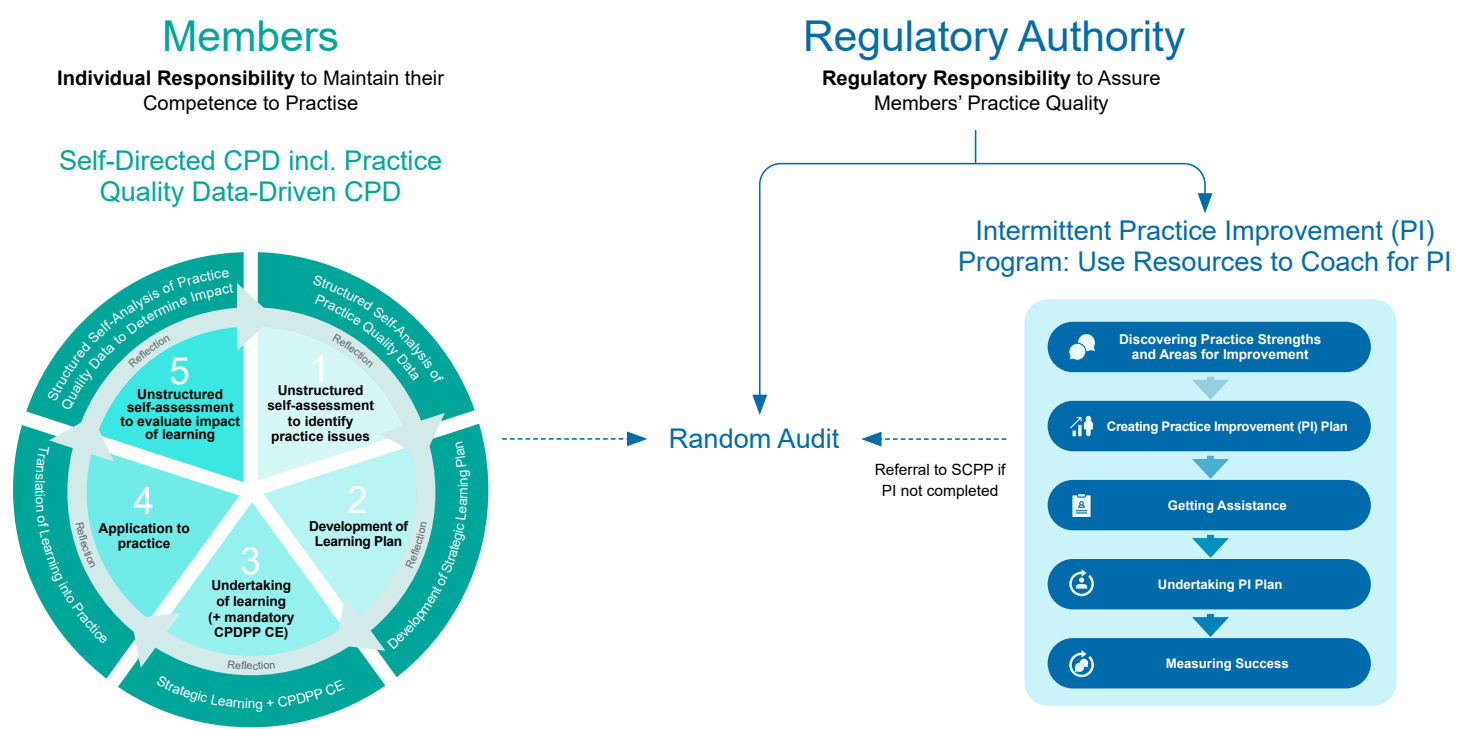 Members
Individual Responsibility to Maintain their
Competence to Practise
Self-Directed CPD incl. Practice
Quality Data-Driven CPD
Structured Self-Analysis of
Practice Quality Data
Reflection
1
Unstructured
self-assessment
to identify
practice issues
Development of Strategic Learning Plan
Reflection
2
Development of
Learning Plan
3
Undertaking
of learning
(+ mandatory
CPDPP CE)
Reflection
Strategic Learning + CPDPP CE
4
Application to
practice
Reflection
Translation of Learning into Practice
5
Unstructured
self-assessment
to evaluate impact
of learning
Reflection
Structured Self-Analysis of Practice
Quality Data to Determine Impact
Regulatory Authority
Regulatory Responsibility to Assure
Members’ Practice Quality
Random Audit
Referral to SCPP if
PI not completed
Intermittent Practice Improvement (PI)
Program: Use Resources to Coach for PI
Discovering Practice Strengths
and Areas for Improvement
Creating Practice Improvement (PI) Plan
Getting Assistance
Undertaking PI Plan
Measuring Success